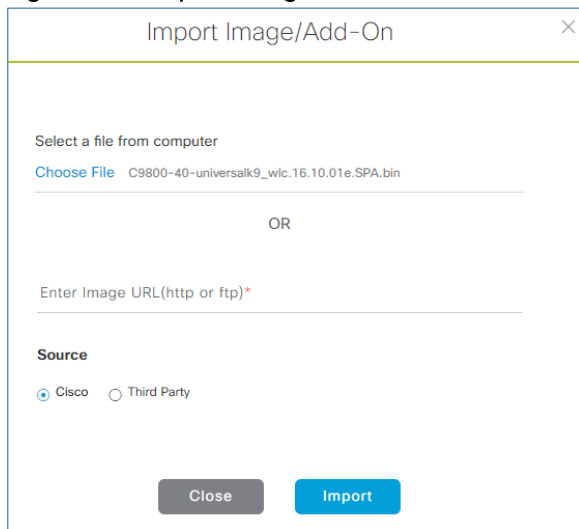 Import Image/Add-On
Select a file from computer
Choose File C9800-40-universalk9_wlc.16.10.01e.SPA.bin
OR
Enter Image URL(http or ftp)*
Source
Cisco Third Party
Close Import